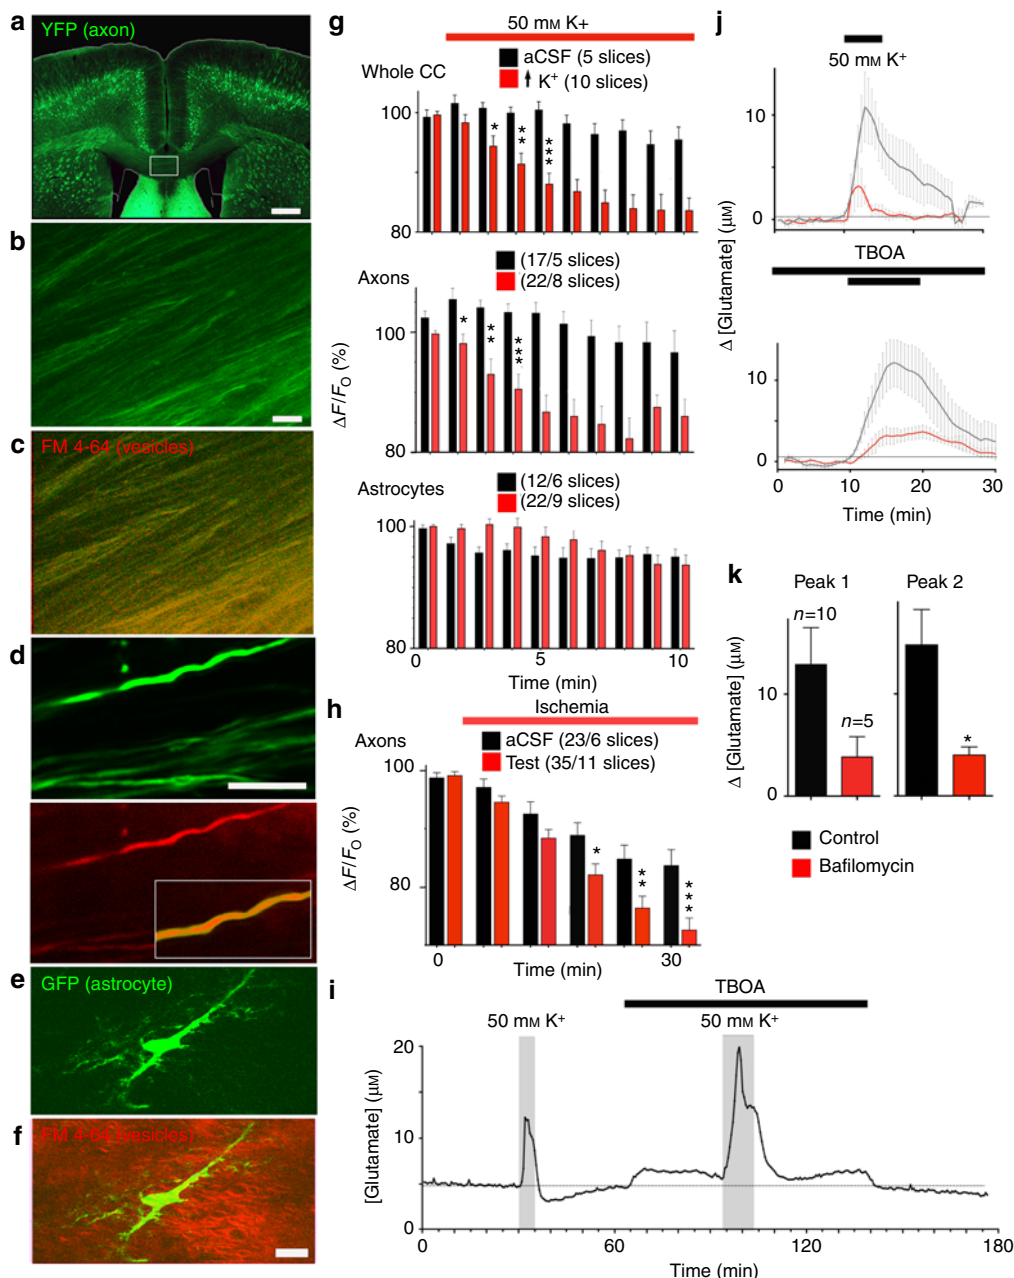 a
YFP (axon)
b
c
FM 4-64 (vesicles)
d
e
GFP (astrocyte)
f
FM 4-64 (vesicles)
g
50 mM K+
Whole CC
aCSF (5 slices)
↑ K+ (10 slices)
100
*
**
***
80
Axons
(17/5 slices)
(22/8 slices)
100
*
**
***
80
ΔF/FO (%)
Astrocytes
(12/6 slices)
(22/9 slices)
100
80
0 5 10
Time (min)
h
Ischemia
Axons
aCSF (23/6 slices)
Test (35/11 slices)
100
80
ΔF/FO (%)
*
**
***
0 30
Time (min)
i
TBOA
50 mM K+ 50 mM K+
20
10
0
[Glutamate] (μM)
0 60 120 180
Time (min)
j
50 mM K+
10
0
TBOA
10
0
Δ [Glutamate] (μM)
0 10 20 30
Time (min)
k
Peak 1 Peak 2
n=10
n=5
*
10
0
Δ [Glutamate] (μM)
Control
Bafilomycin